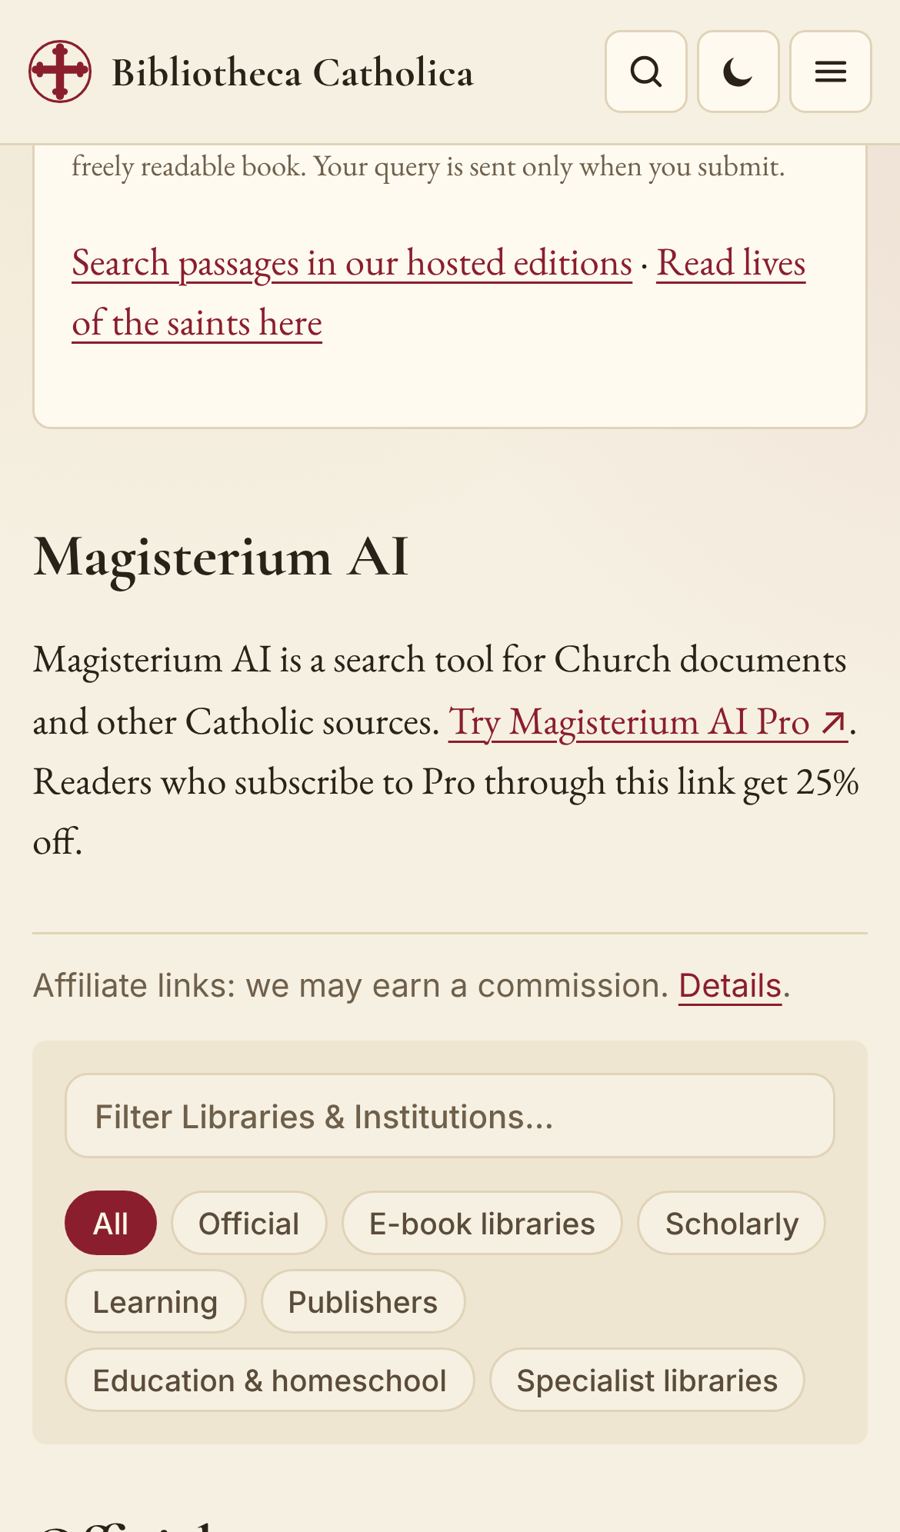 Bibliotheca Catholica
freely readable book. Your query is sent only when you submit.
Search passages in our hosted editions · Read lives
of the saints here
Magisterium AI
Magisterium AI is a search tool for Church documents
and other Catholic sources. Try Magisterium AI Pro ↗.
Readers who subscribe to Pro through this link get 25%
off.
Affiliate links: we may earn a commission. Details.
Filter Libraries & Institutions...
All Official E-book libraries Scholarly
Learning Publishers
Education & homeschool Specialist libraries